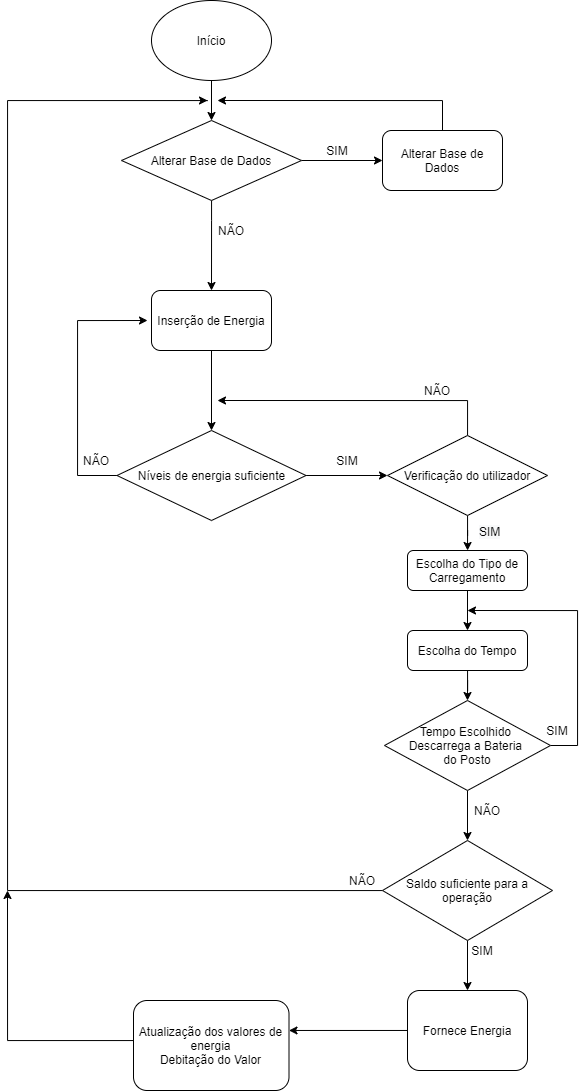 Início
Alterar Base de Dados
SIM
Alterar Base de
Dados
NÃO
Inserção de Energia
NÃO
NÃO
Níveis de energia suficiente
SIM
Verificação do utilizador
SIM
Escolha do Tipo de
Carregamento
Escolha do Tempo
Tempo Escolhido
Descarrega a Bateria
do Posto
SIM
NÃO
NÃO
Saldo suficiente para a
operação
SIM
Fornece Energia
Atualização dos valores de
energia
Debitação do Valor